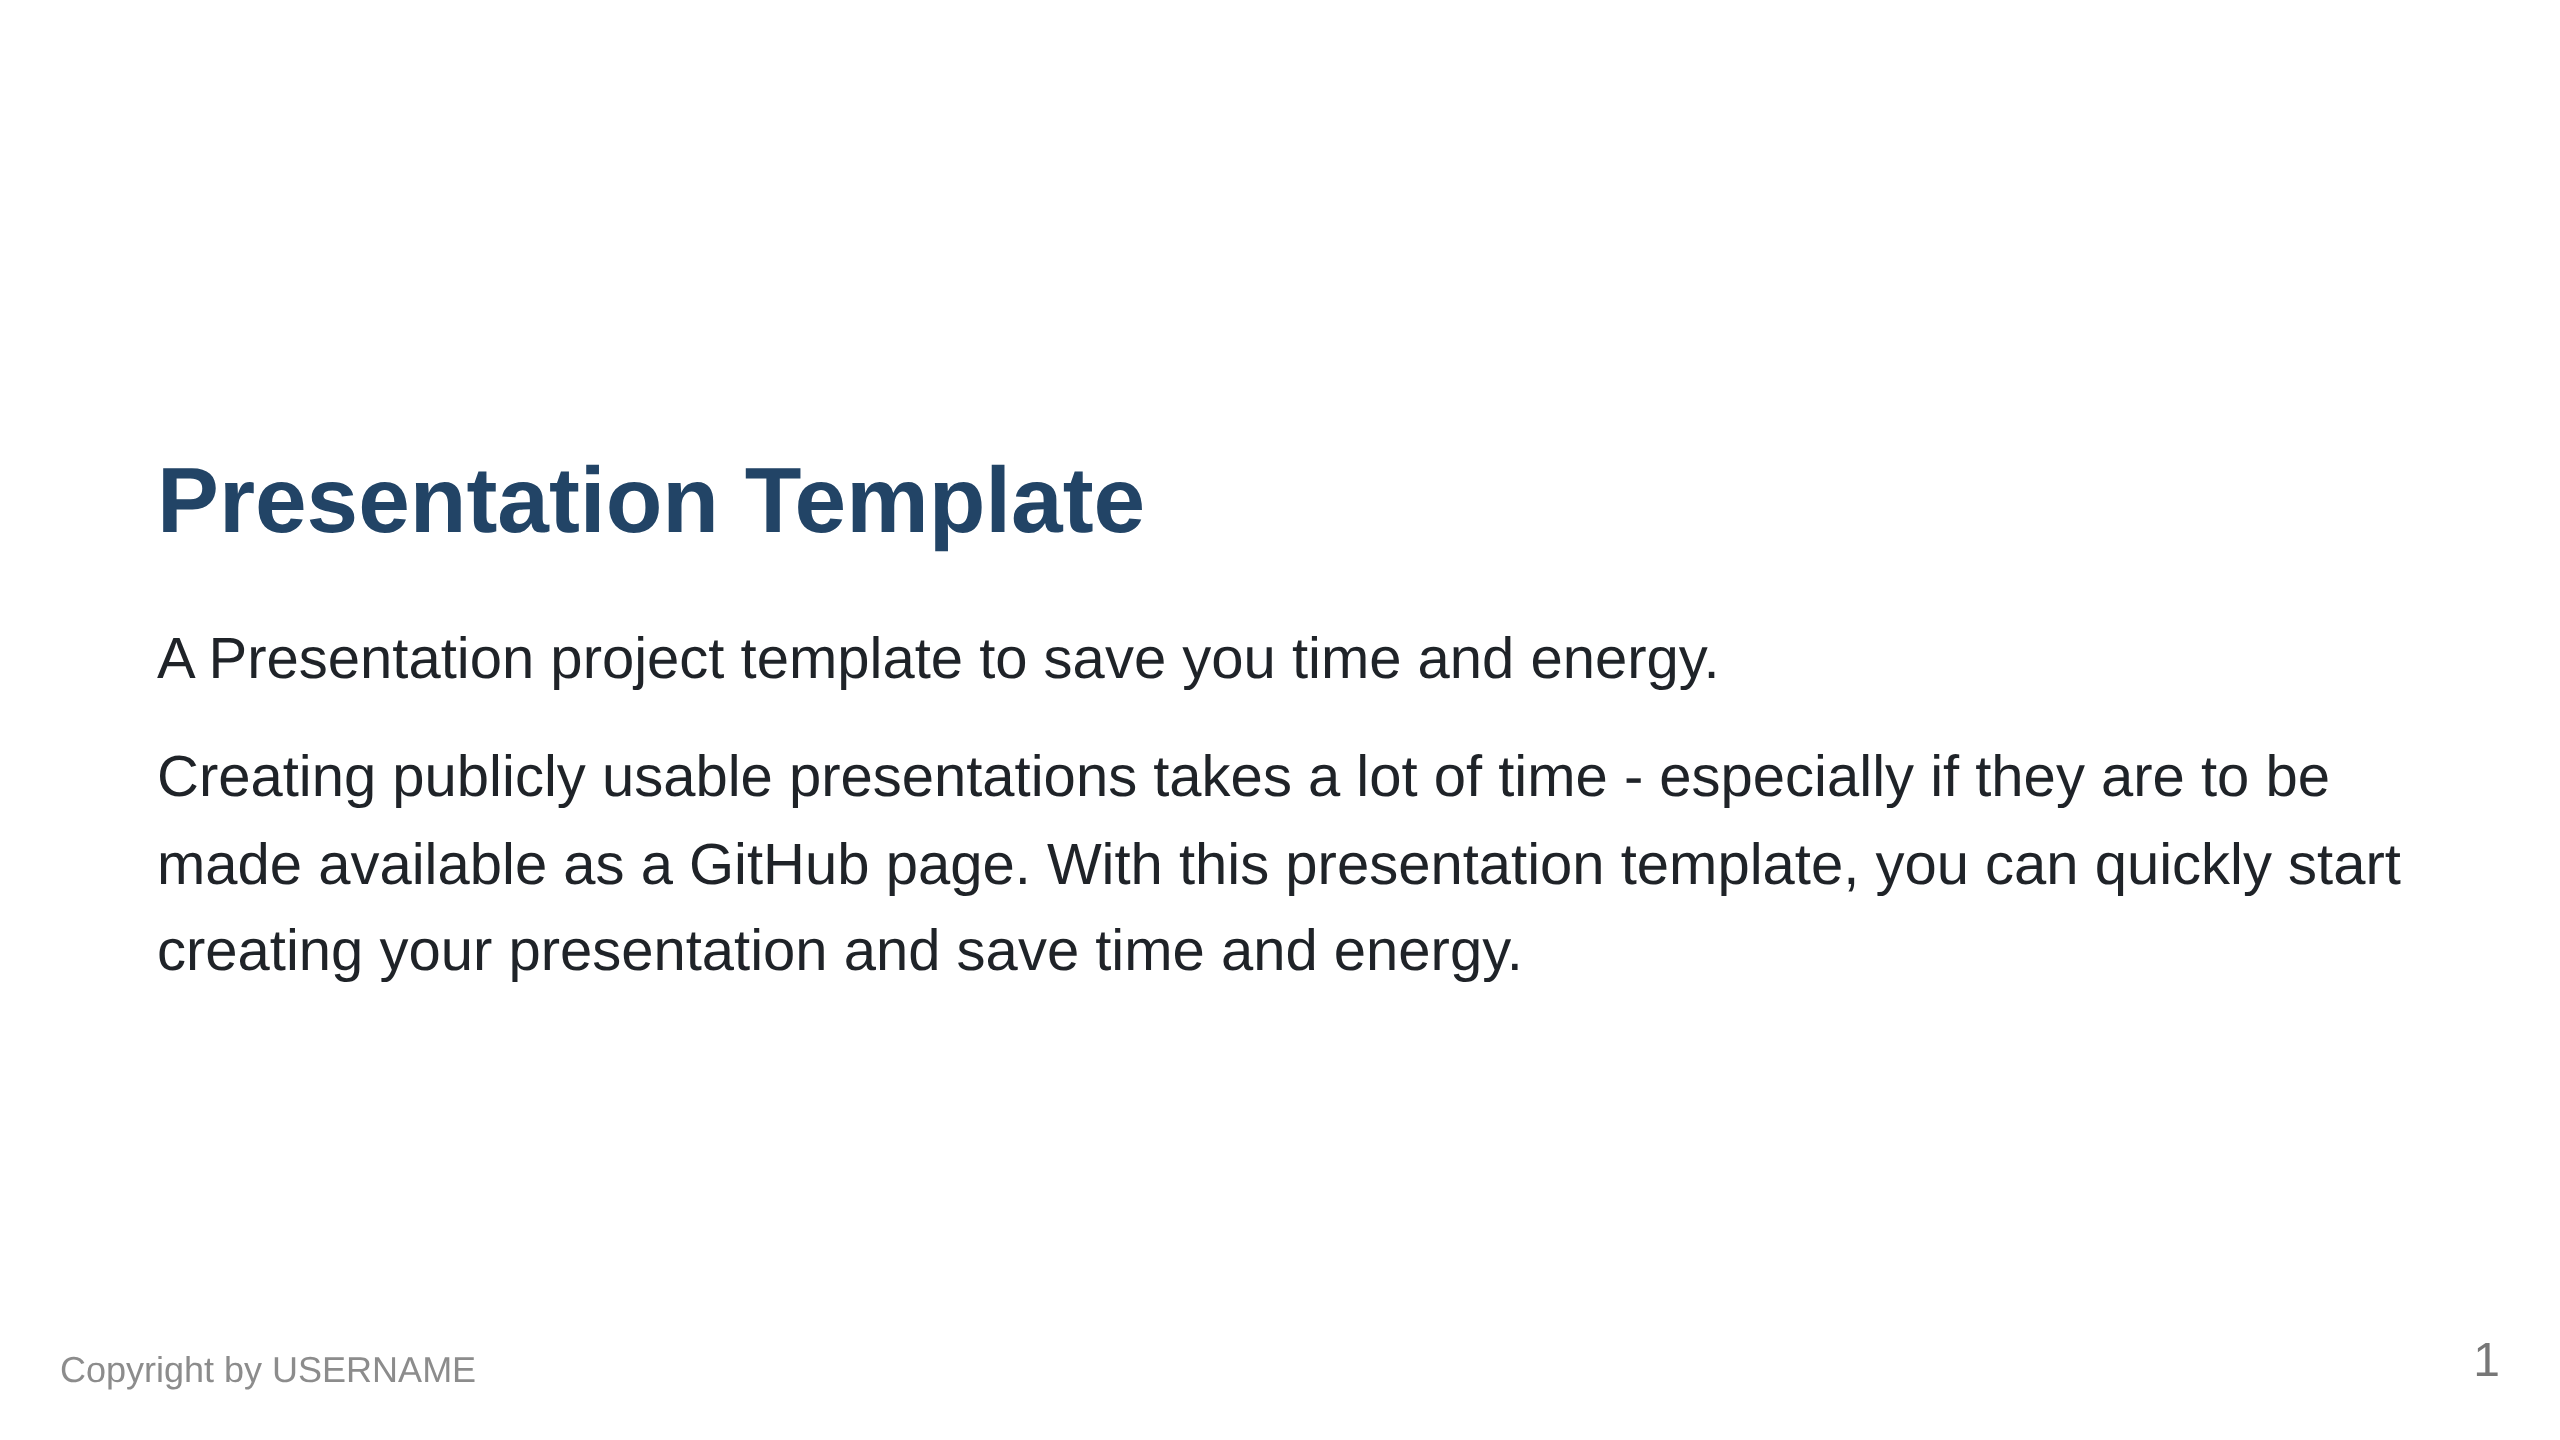 Presentation Template
A Presentation project template to save you time and energy.
Creating publicly usable presentations takes a lot of time - especially if they are to be
made available as a GitHub page. With this presentation template, you can quickly start
creating your presentation and save time and energy.
Copyright by USERNAME
1